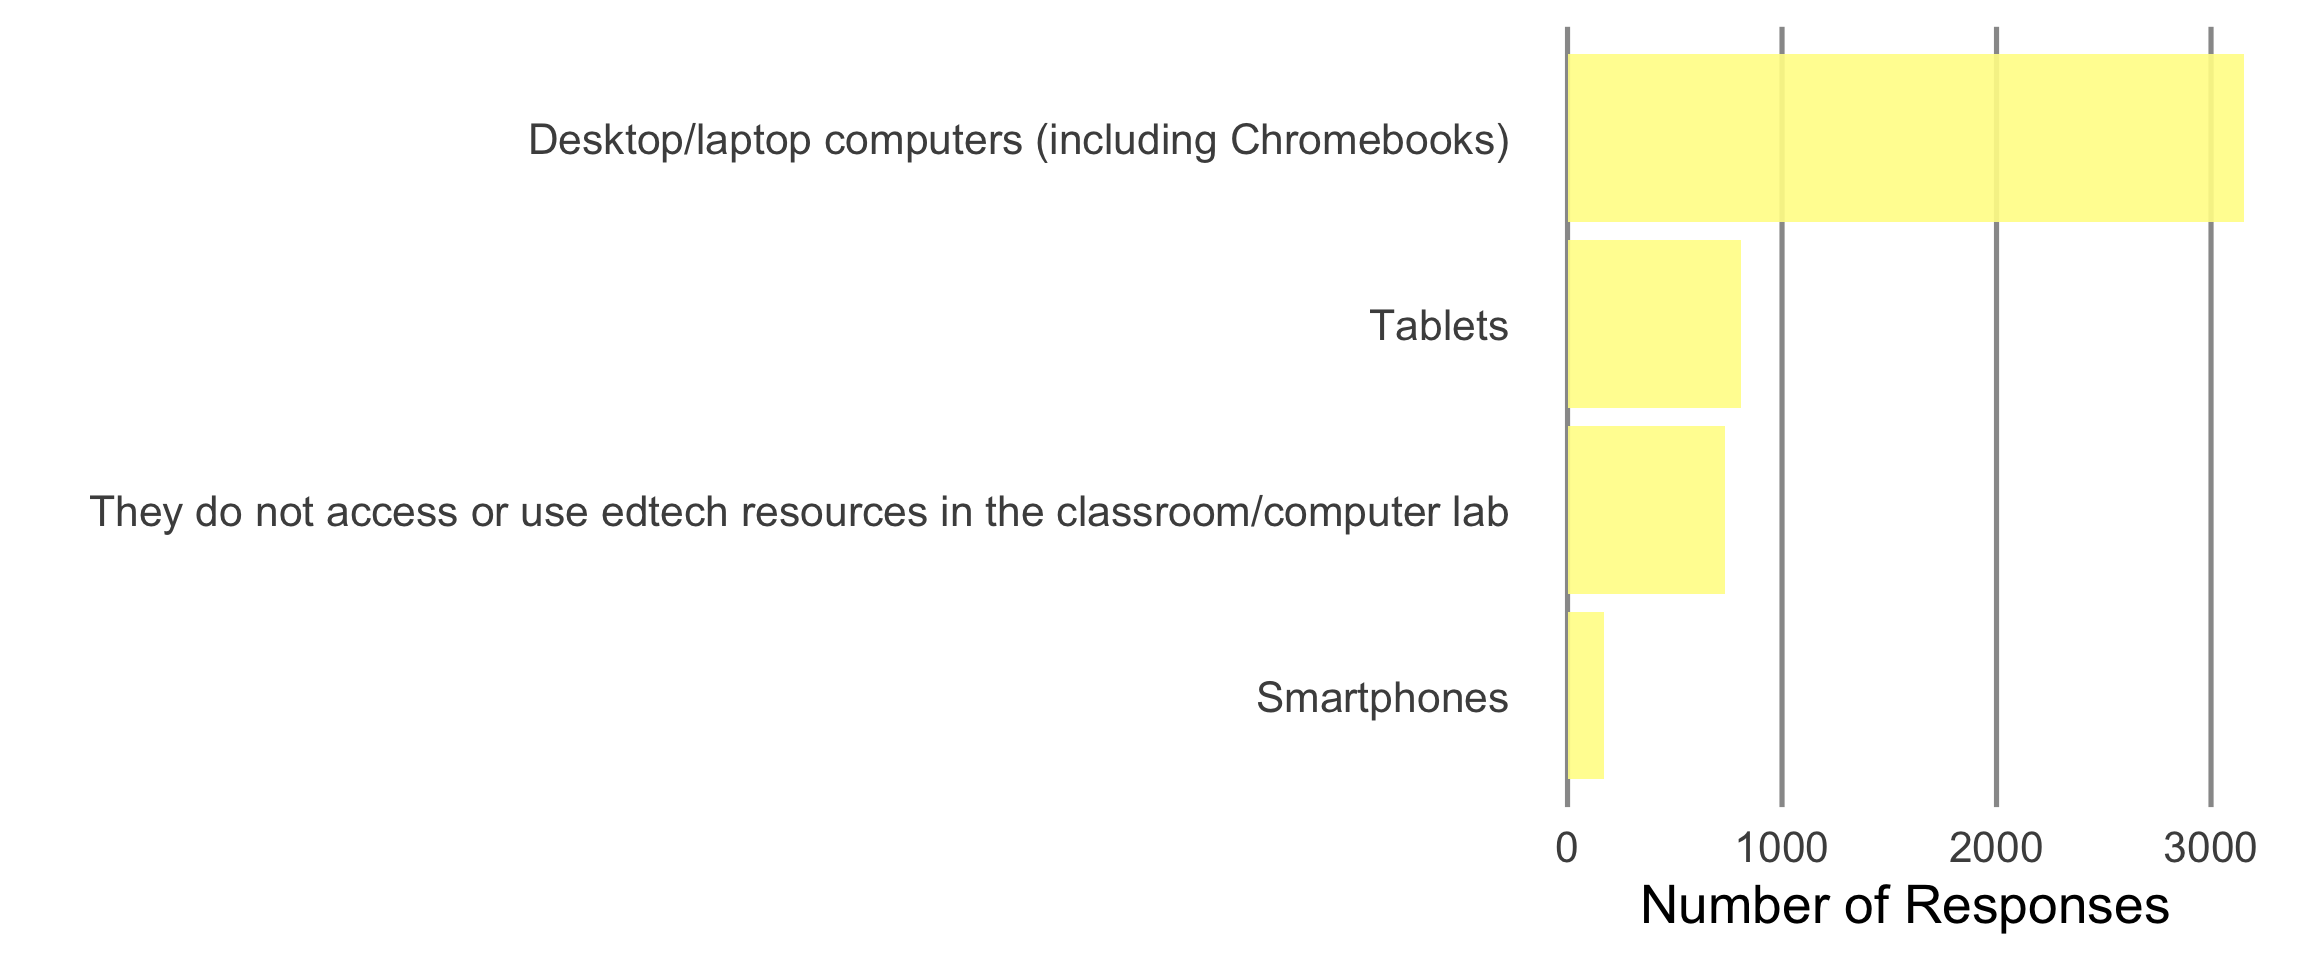 Desktop/laptop computers (including Chromebooks)
Tablets
They do not access or use edtech resources in the classroom/computer lab
Smartphones
0 1000 2000 3000
Number of Responses